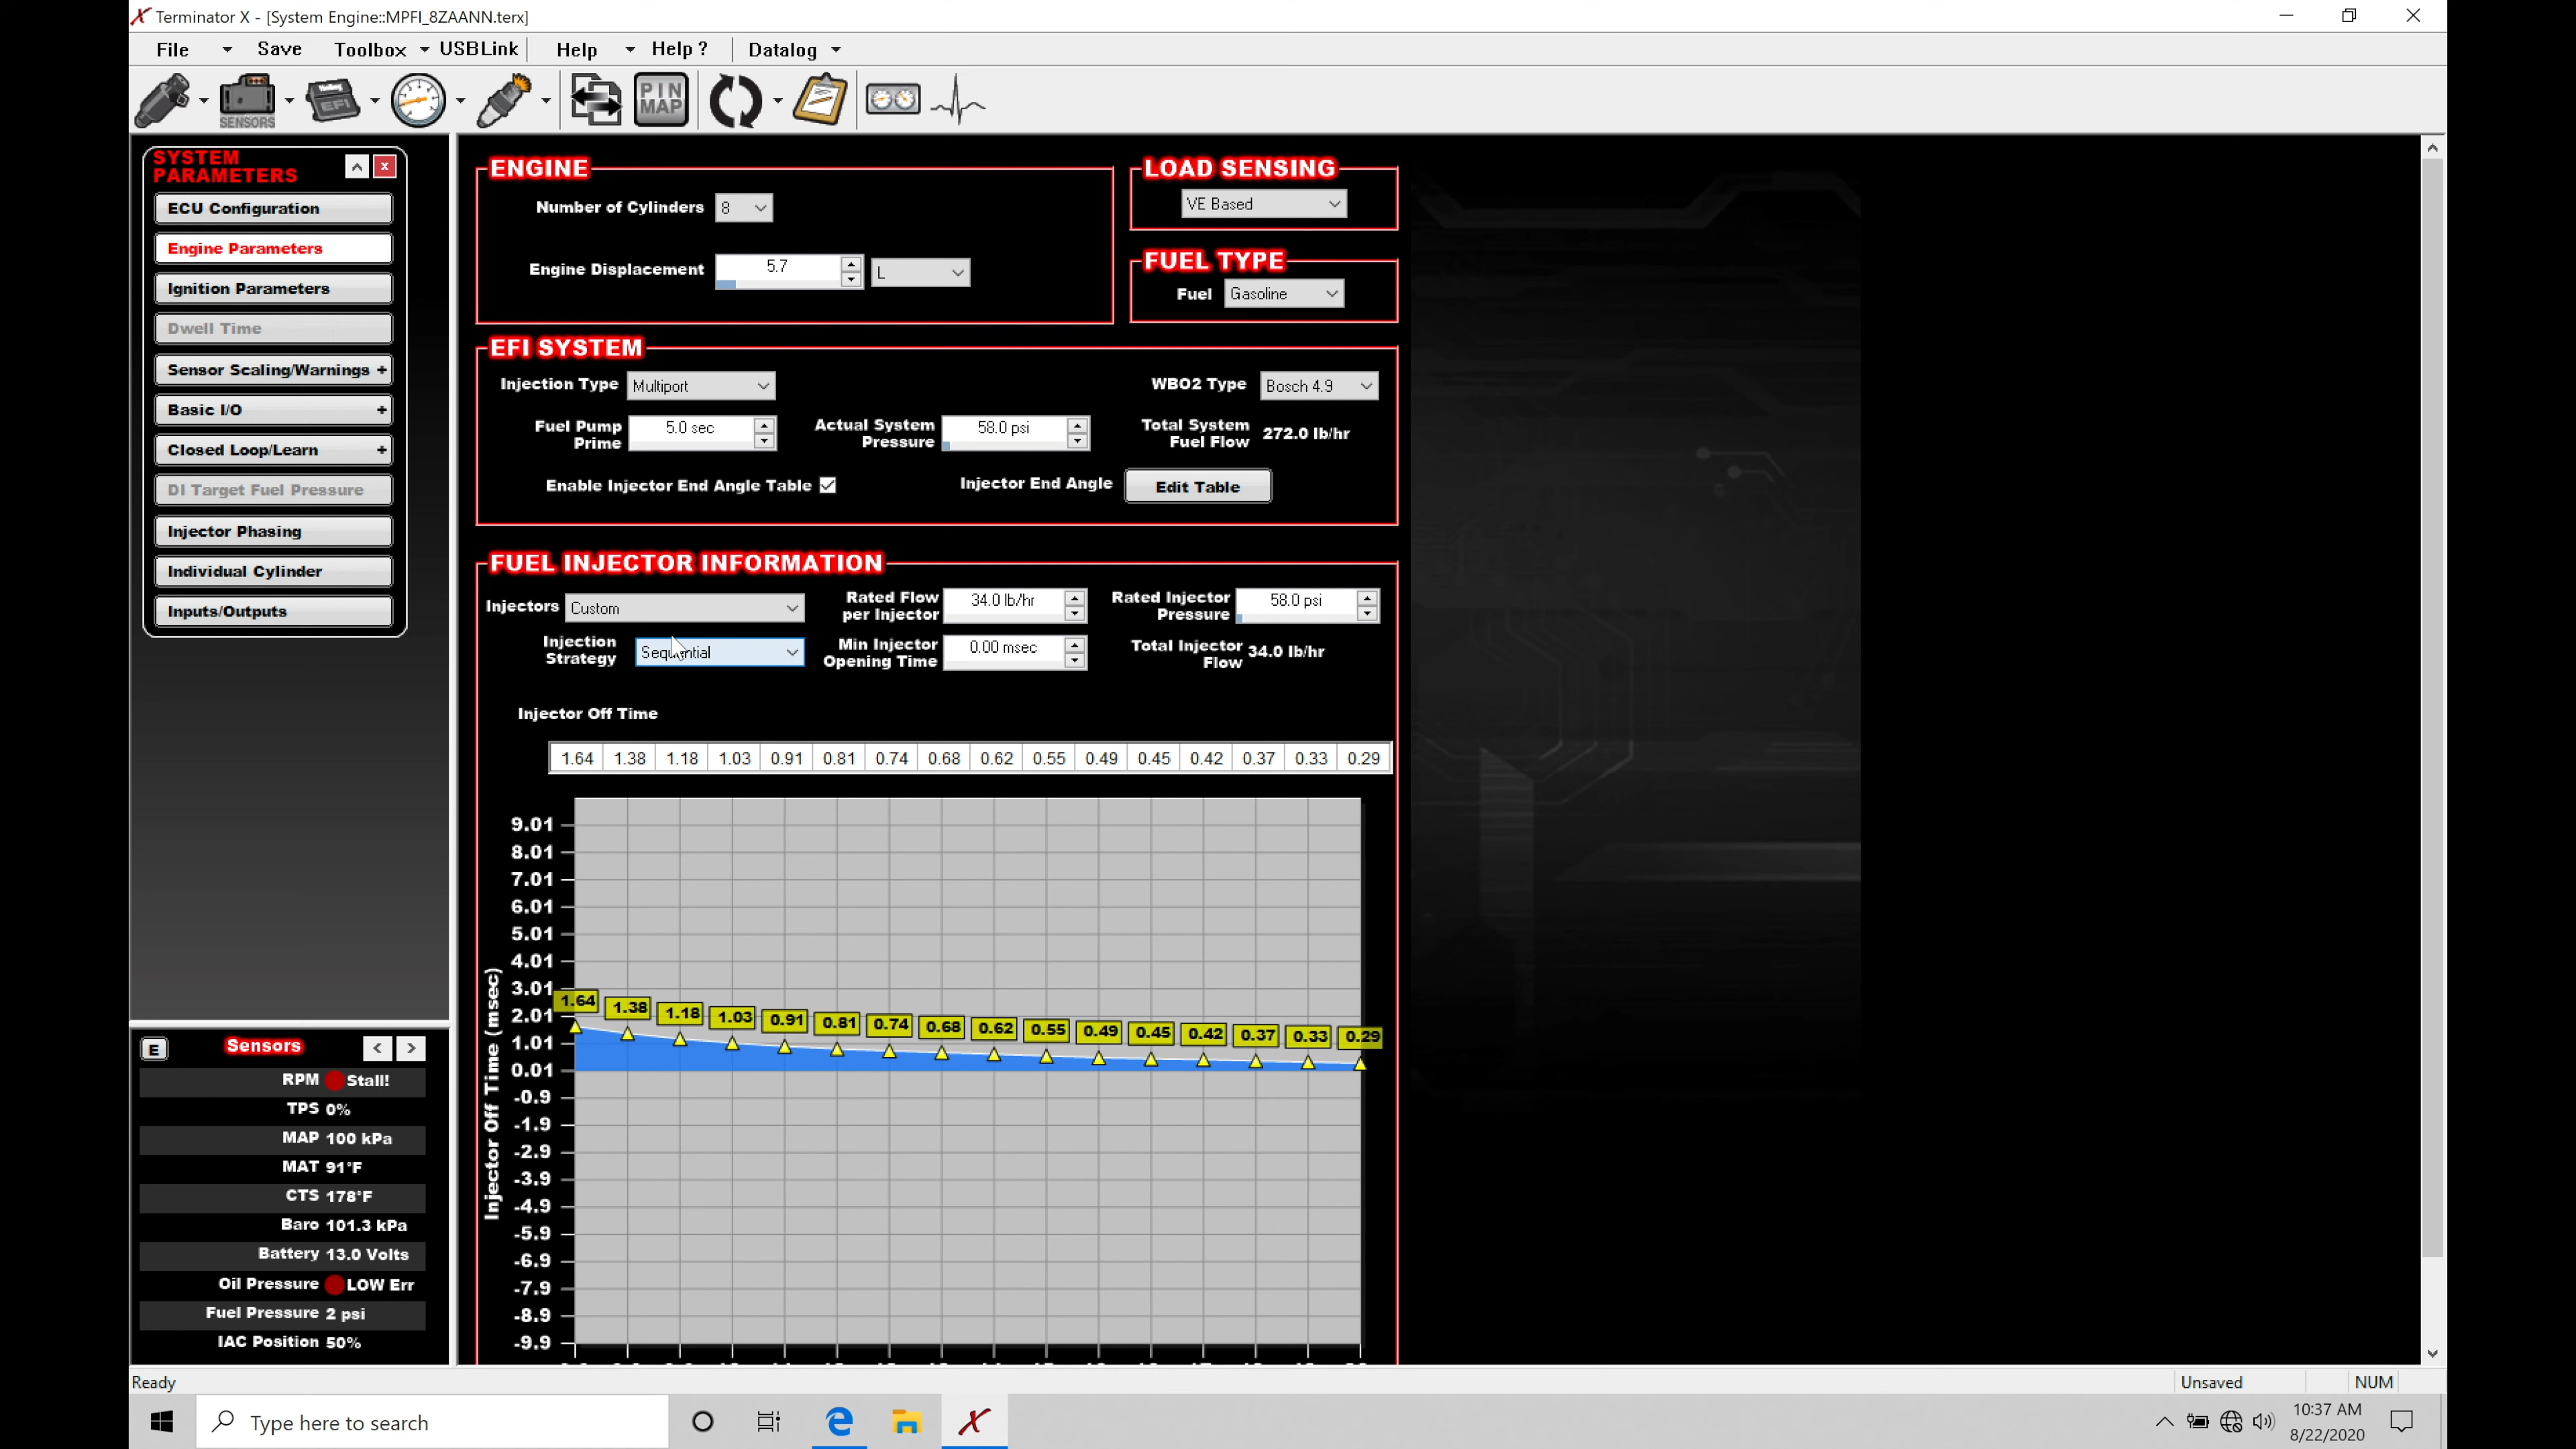 Terminator X - [System Engine::MPFI_8ZAANN.terx]
File Save Toolbox USBLink Help Help ? Datalog
SENSORS
Holley EFI
PIN MAP
SYSTEM
PARAMETERS
ECU Configuration
Engine Parameters
Ignition Parameters
Dwell Time
Sensor Scaling/Warnings +
Basic I/O +
Closed Loop/Learn +
DI Target Fuel Pressure
Injector Phasing
Individual Cylinder
Inputs/Outputs
E Sensors < >
RPM Stall!
TPS 0%
MAP 100 kPa
MAT 91°F
CTS 178°F
Baro 101.3 kPa
Battery 13.0 Volts
Oil Pressure LOW Err
Fuel Pressure 2 psi
IAC Position 50%
ENGINE
Number of Cylinders 8
Engine Displacement 5.7 L
LOAD SENSING
VE Based
FUEL TYPE
Fuel Gasoline
EFI SYSTEM
Injection Type Multiport
WBO2 Type Bosch 4.9
Fuel Pump Prime 5.0 sec
Actual System Pressure 58.0 psi
Total System Fuel Flow 272.0 lb/hr
Enable Injector End Angle Table
Injector End Angle Edit Table
FUEL INJECTOR INFORMATION
Injectors Custom
Rated Flow per Injector 34.0 lb/hr
Rated Injector Pressure 58.0 psi
Injection Strategy Sequential
Min Injector Opening Time 0.00 msec
Total Injector Flow 34.0 lb/hr
Injector Off Time
1.64 1.38 1.18 1.03 0.91 0.81 0.74 0.68 0.62 0.55 0.49 0.45 0.42 0.37 0.33 0.29
Injector Off Time (msec)
9.01
8.01
7.01
6.01
5.01
4.01
3.01
2.01
1.01
0.01
-0.9
-1.9
-2.9
-3.9
-4.9
-5.9
-6.9
-7.9
-8.9
-9.9
1.64 1.38 1.18 1.03 0.91 0.81 0.74 0.68 0.62 0.55 0.49 0.45 0.42 0.37 0.33 0.29
Ready Unsaved NUM
Type here to search
10:37 AM
8/22/2020